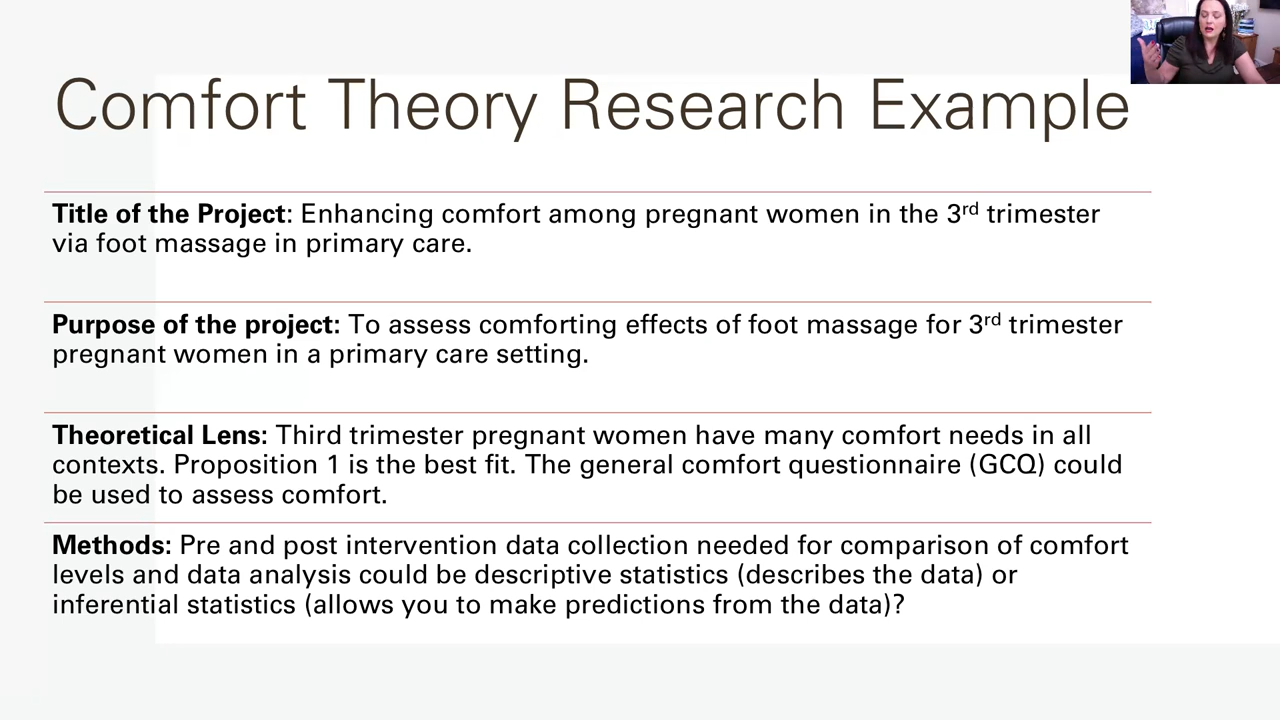 Comfort Theory Research Example
Title of the Project: Enhancing comfort among pregnant women in the 3rd trimester
via foot massage in primary care.
Purpose of the project: To assess comforting effects of foot massage for 3rd trimester
pregnant women in a primary care setting.
Theoretical Lens: Third trimester pregnant women have many comfort needs in all
contexts. Proposition 1 is the best fit. The general comfort questionnaire (GCQ) could
be used to assess comfort.
Methods: Pre and post intervention data collection needed for comparison of comfort
levels and data analysis could be descriptive statistics (describes the data) or
inferential statistics (allows you to make predictions from the data)?